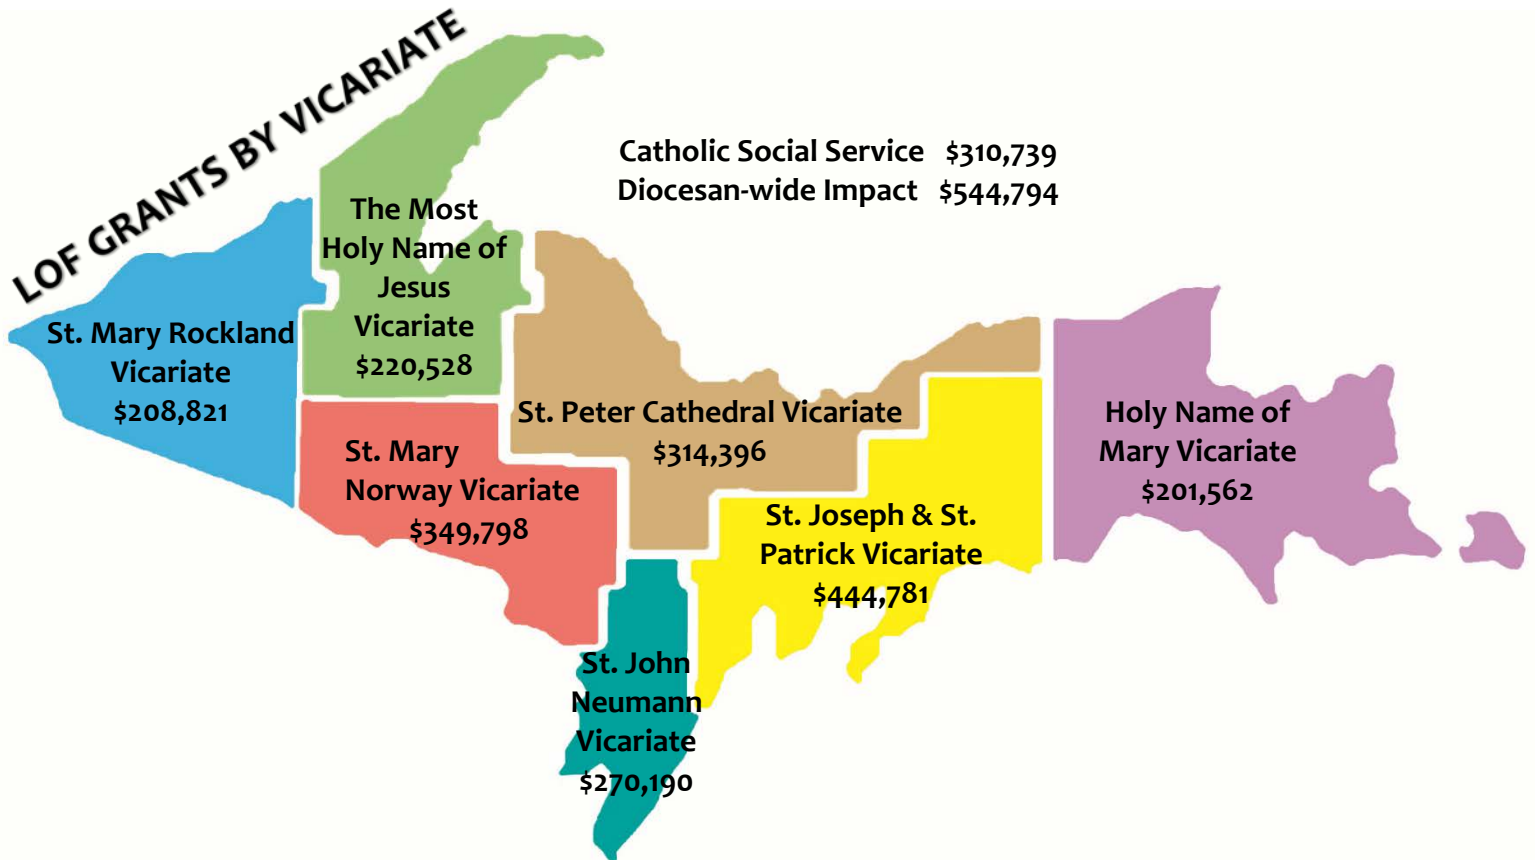 LOF GRANTS BY VICARIATE
Catholic Social Service $310,739
Diocesan-wide Impact $544,794
The Most
Holy Name of
Jesus
Vicariate
$220,528
St. Mary Rockland
Vicariate
$208,821
St. Peter Cathedral Vicariate
$314,396
Holy Name of
Mary Vicariate
$201,562
St. Mary
Norway Vicariate
$349,798
St. Joseph & St.
Patrick Vicariate
$444,781
St. John
Neumann
Vicariate
$270,190